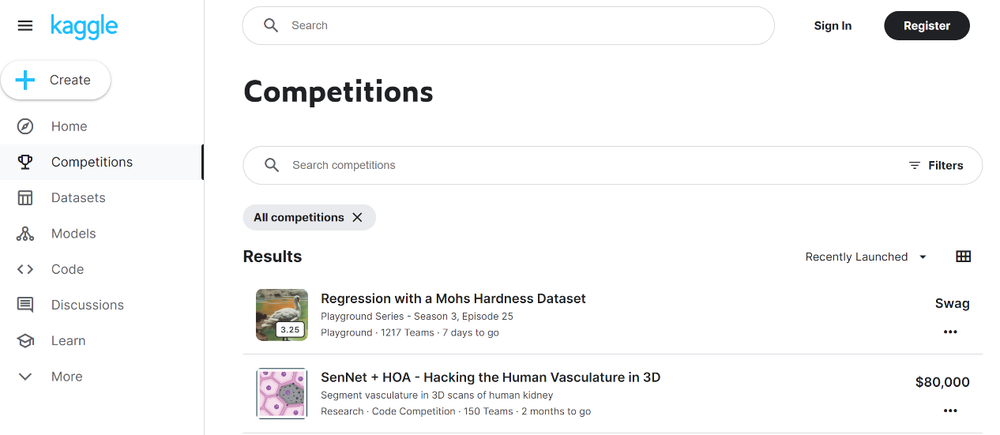 kaggle
Search
Sign In
Register
Create
Home
Competitions
Datasets
Models
Code
Discussions
Learn
More
Competitions
Search competitions
Filters
All competitions
Results
Recently Launched
3.25
Regression with a Mohs Hardness Dataset
Swag
Playground Series - Season 3, Episode 25
Playground · 1217 Teams · 7 days to go
SenNet + HOA - Hacking the Human Vasculature in 3D
$80,000
Segment vasculature in 3D scans of human kidney
Research · Code Competition · 150 Teams · 2 months to go